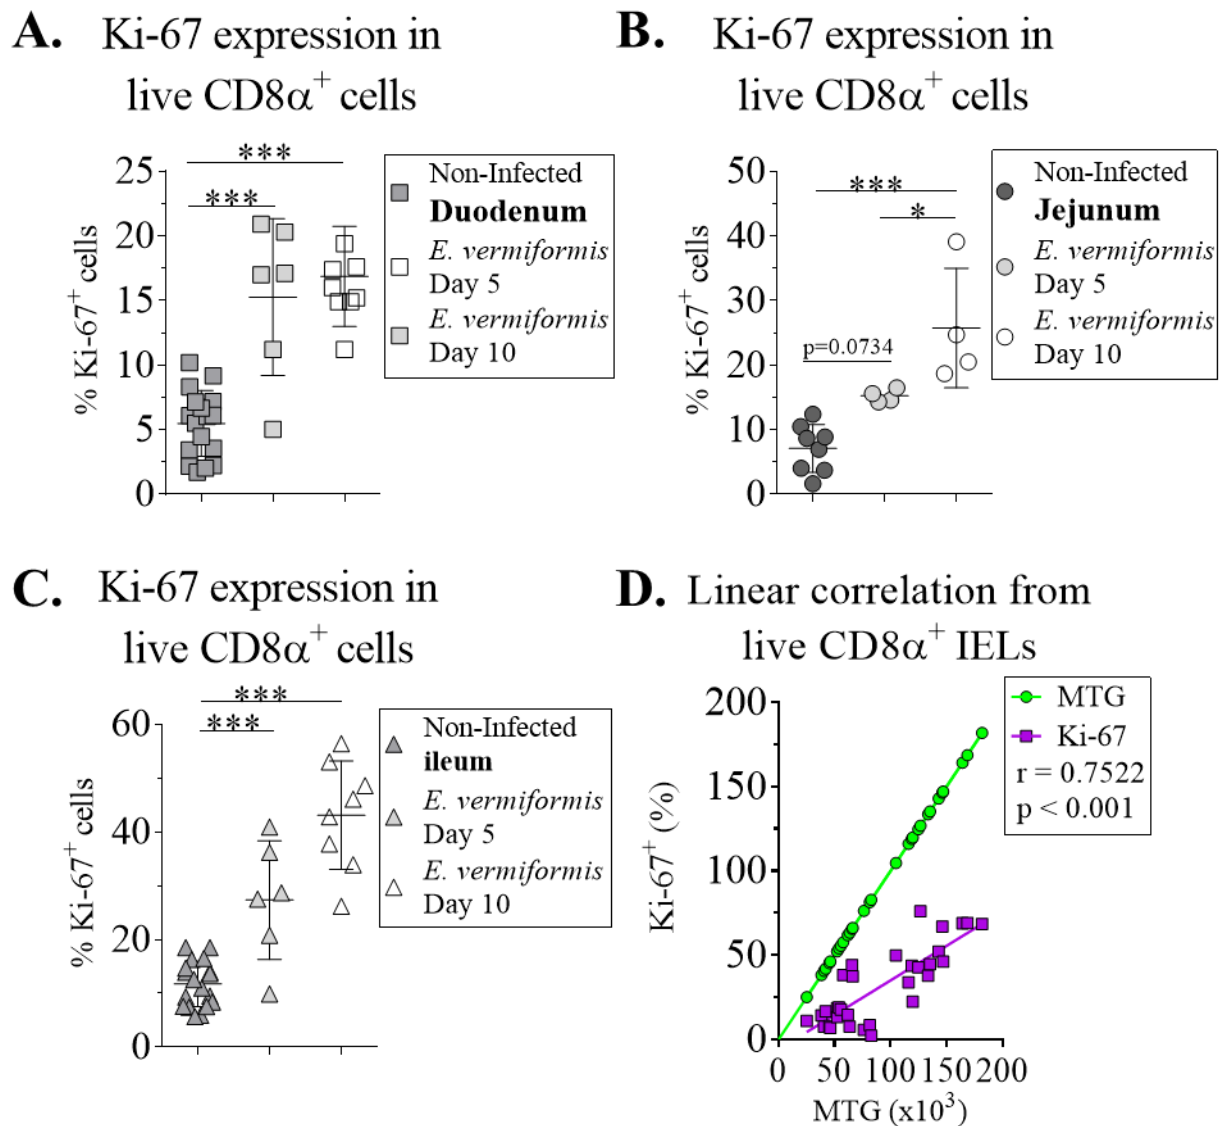 A. Ki-67 expression in
live CD8α⁺ cells
***
***
25
20
15
10
5
0
% Ki-67⁺ cells
Non-Infected
Duodenum
E. vermiformis
Day 5
E. vermiformis
Day 10
B. Ki-67 expression in
live CD8α⁺ cells
***
*
p=0.0734
50
40
30
20
10
0
% Ki-67⁺ cells
Non-Infected
Jejunum
E. vermiformis
Day 5
E. vermiformis
Day 10
C. Ki-67 expression in
live CD8α⁺ cells
***
***
60
40
20
0
% Ki-67⁺ cells
Non-Infected
ileum
E. vermiformis
Day 5
E. vermiformis
Day 10
D. Linear correlation from
live CD8α⁺ IELs
200
150
100
50
0
Ki-67⁺ (%)
MTG
Ki-67
r = 0.7522
p < 0.001
0 50 100 150 200
MTG (x10³)